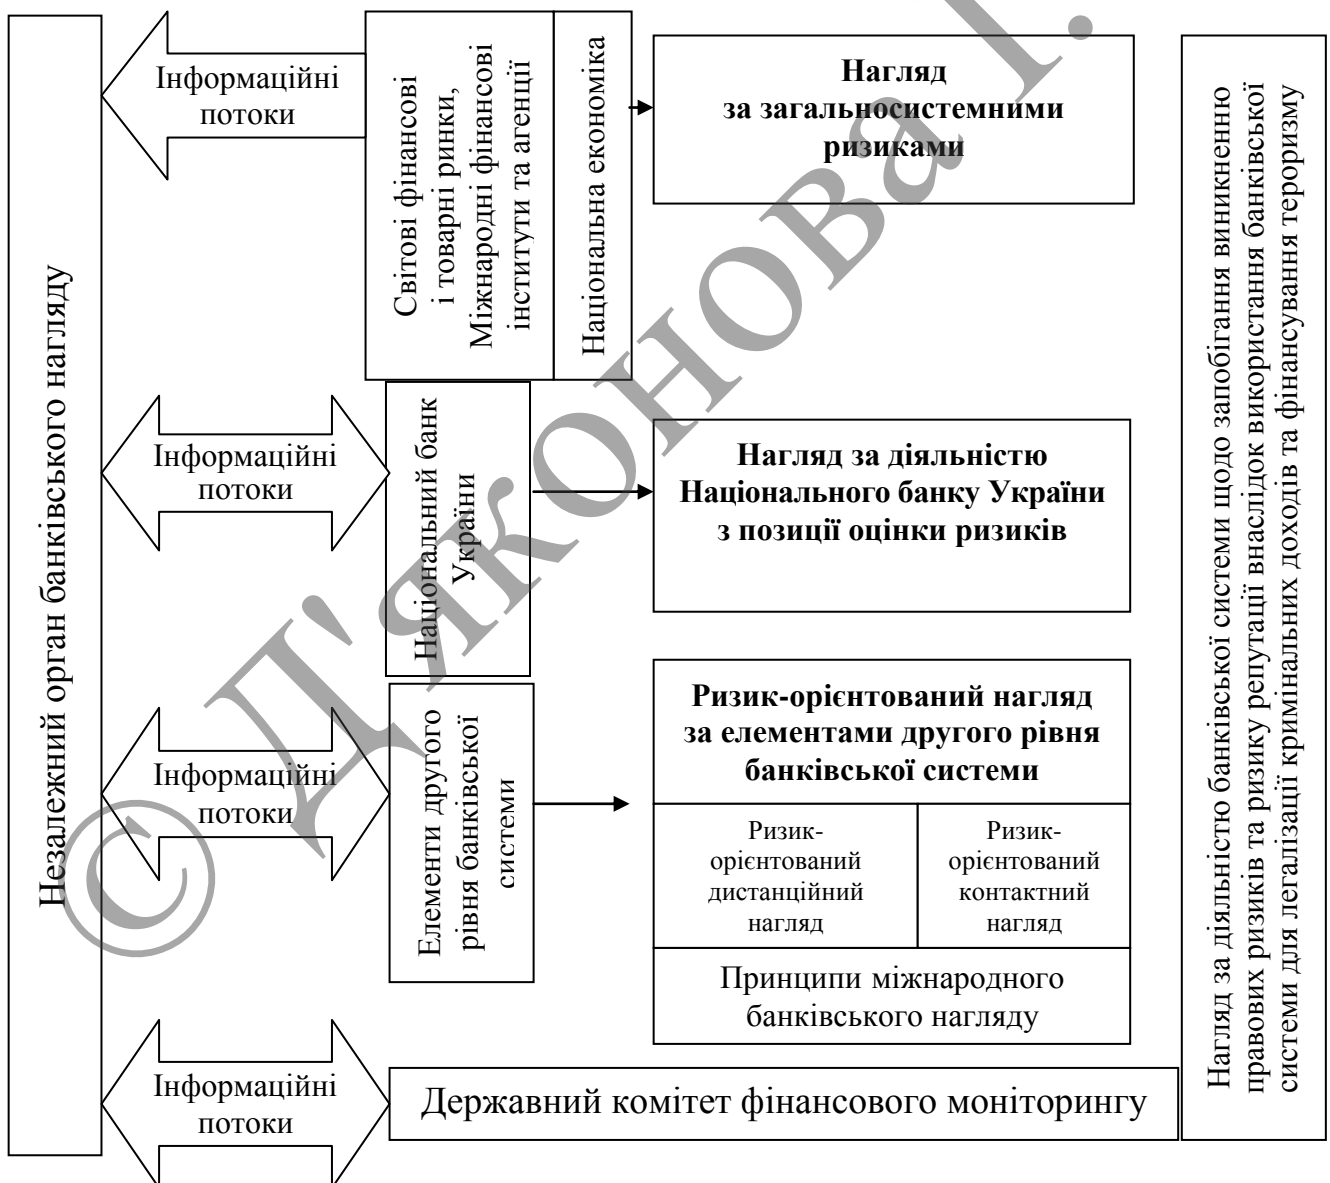 Незалежний орган банківського нагляду
Інформаційні
потоки
Світові фінансові
і товарні ринки,
Міжнародні фінансові
інститути та агенції
Національна економіка
Нагляд
за загальносистемними
ризиками
Інформаційні
потоки
Національний банк
України
Нагляд за діяльністю
Національного банку України
з позиції оцінки ризиків
Інформаційні
потоки
Елементи другого
рівня банківської
системи
Ризик-орієнтований нагляд
за елементами другого рівня
банківської системи
Ризик-
орієнтований
дистанційний
нагляд
Ризик-
орієнтований
контактний
нагляд
Принципи міжнародного
банківського нагляду
Інформаційні
потоки
Державний комітет фінансового моніторингу
Нагляд за діяльністю банківської системи щодо запобігання виникненню
правових ризиків та ризику репутації внаслідок використання банківської
системи для легалізації кримінальних доходів та фінансування тероризму
© Д'яконова І.